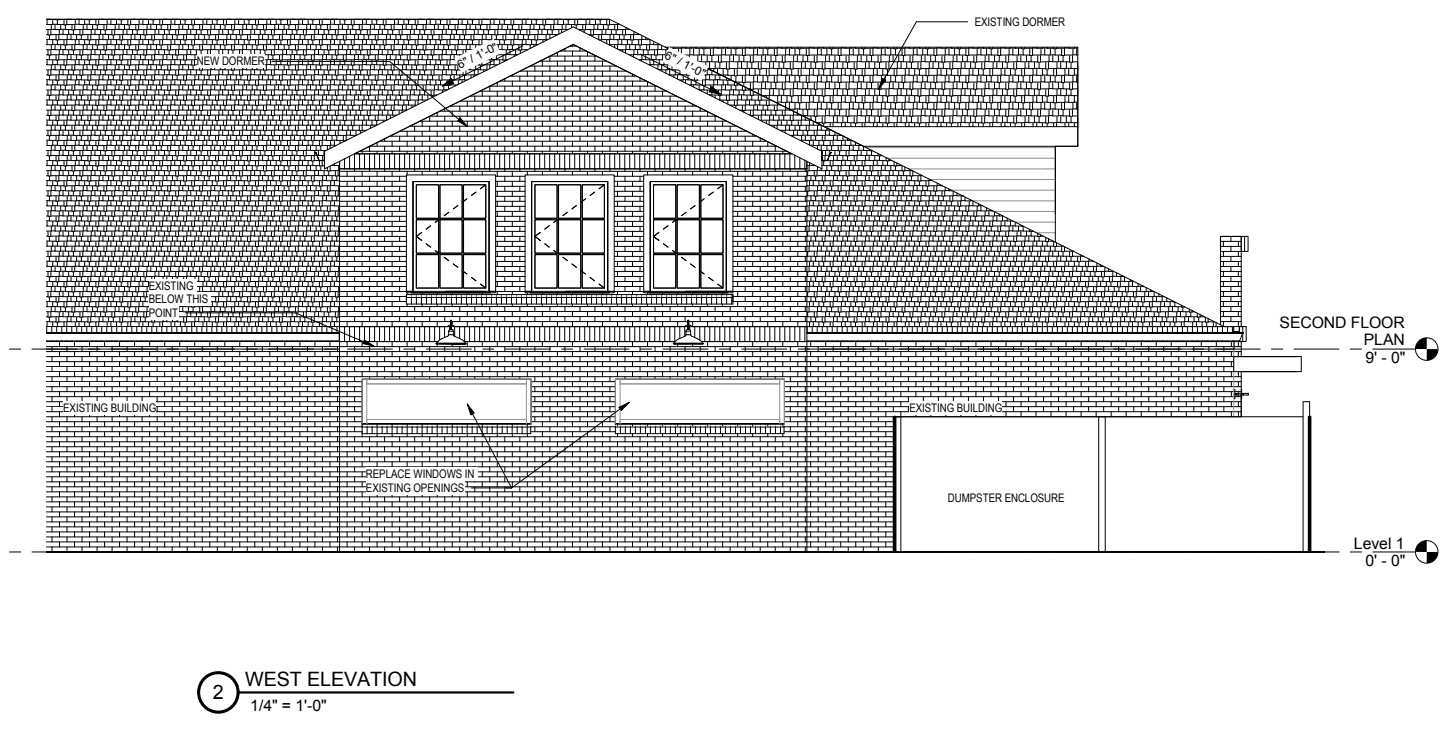 EXISTING DORMER
NEW DORMER
6" / 1'-0"
6" / 1'-0"
EXISTING
BELOW THIS
POINT
SECOND FLOOR
PLAN
9' - 0"
EXISTING BUILDING
EXISTING BUILDING
REPLACE WINDOWS IN
EXISTING OPENINGS
DUMPSTER ENCLOSURE
Level 1
0' - 0"
2
WEST ELEVATION
1/4" = 1'-0"